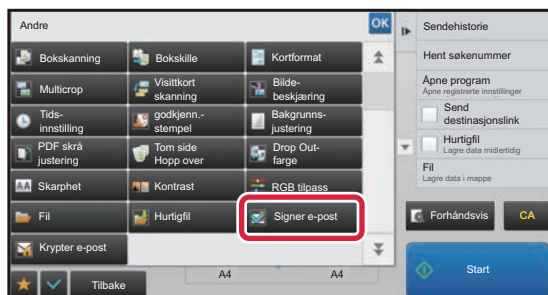 Andre
OK
Bokskanning
Bokskille
Kortformat
Multicrop
Visittkort
skanning
Bilde-
beskjæring
Tids-
innstilling
godkjenn.-
stempel
Bakgrunns-
justering
PDF skrå
justering
Tom side
Hopp over
Drop Out-
farge
Skarphet
Kontrast
RGB tilpass
Fil
Hurtigfil
Signer e-post
Krypter e-post
Tilbake
A4
A4
Sendehistorie
Hent søkenummer
Åpne program
Åpne registrerte innstillinger
Send
destinasjonslink
Hurtigfil
Lagre data midlertidig
Fil
Lagre data i mappe
Forhåndsvis
CA
Start